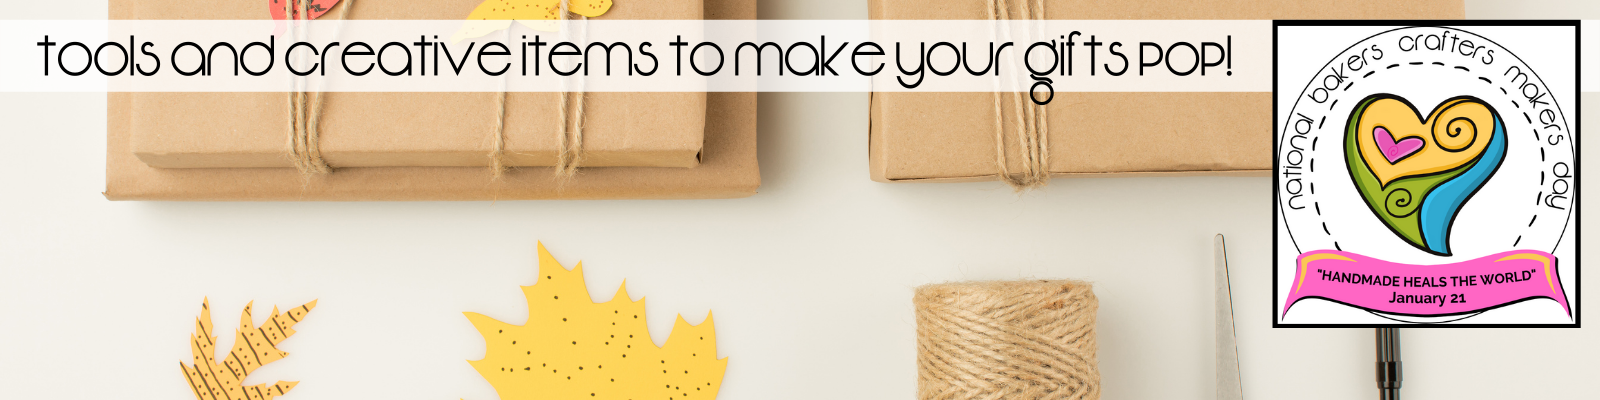 tools and creative items to make your gifts POP!
national bakers crafters makers day
"HANDMADE HEALS THE WORLD"
January 21